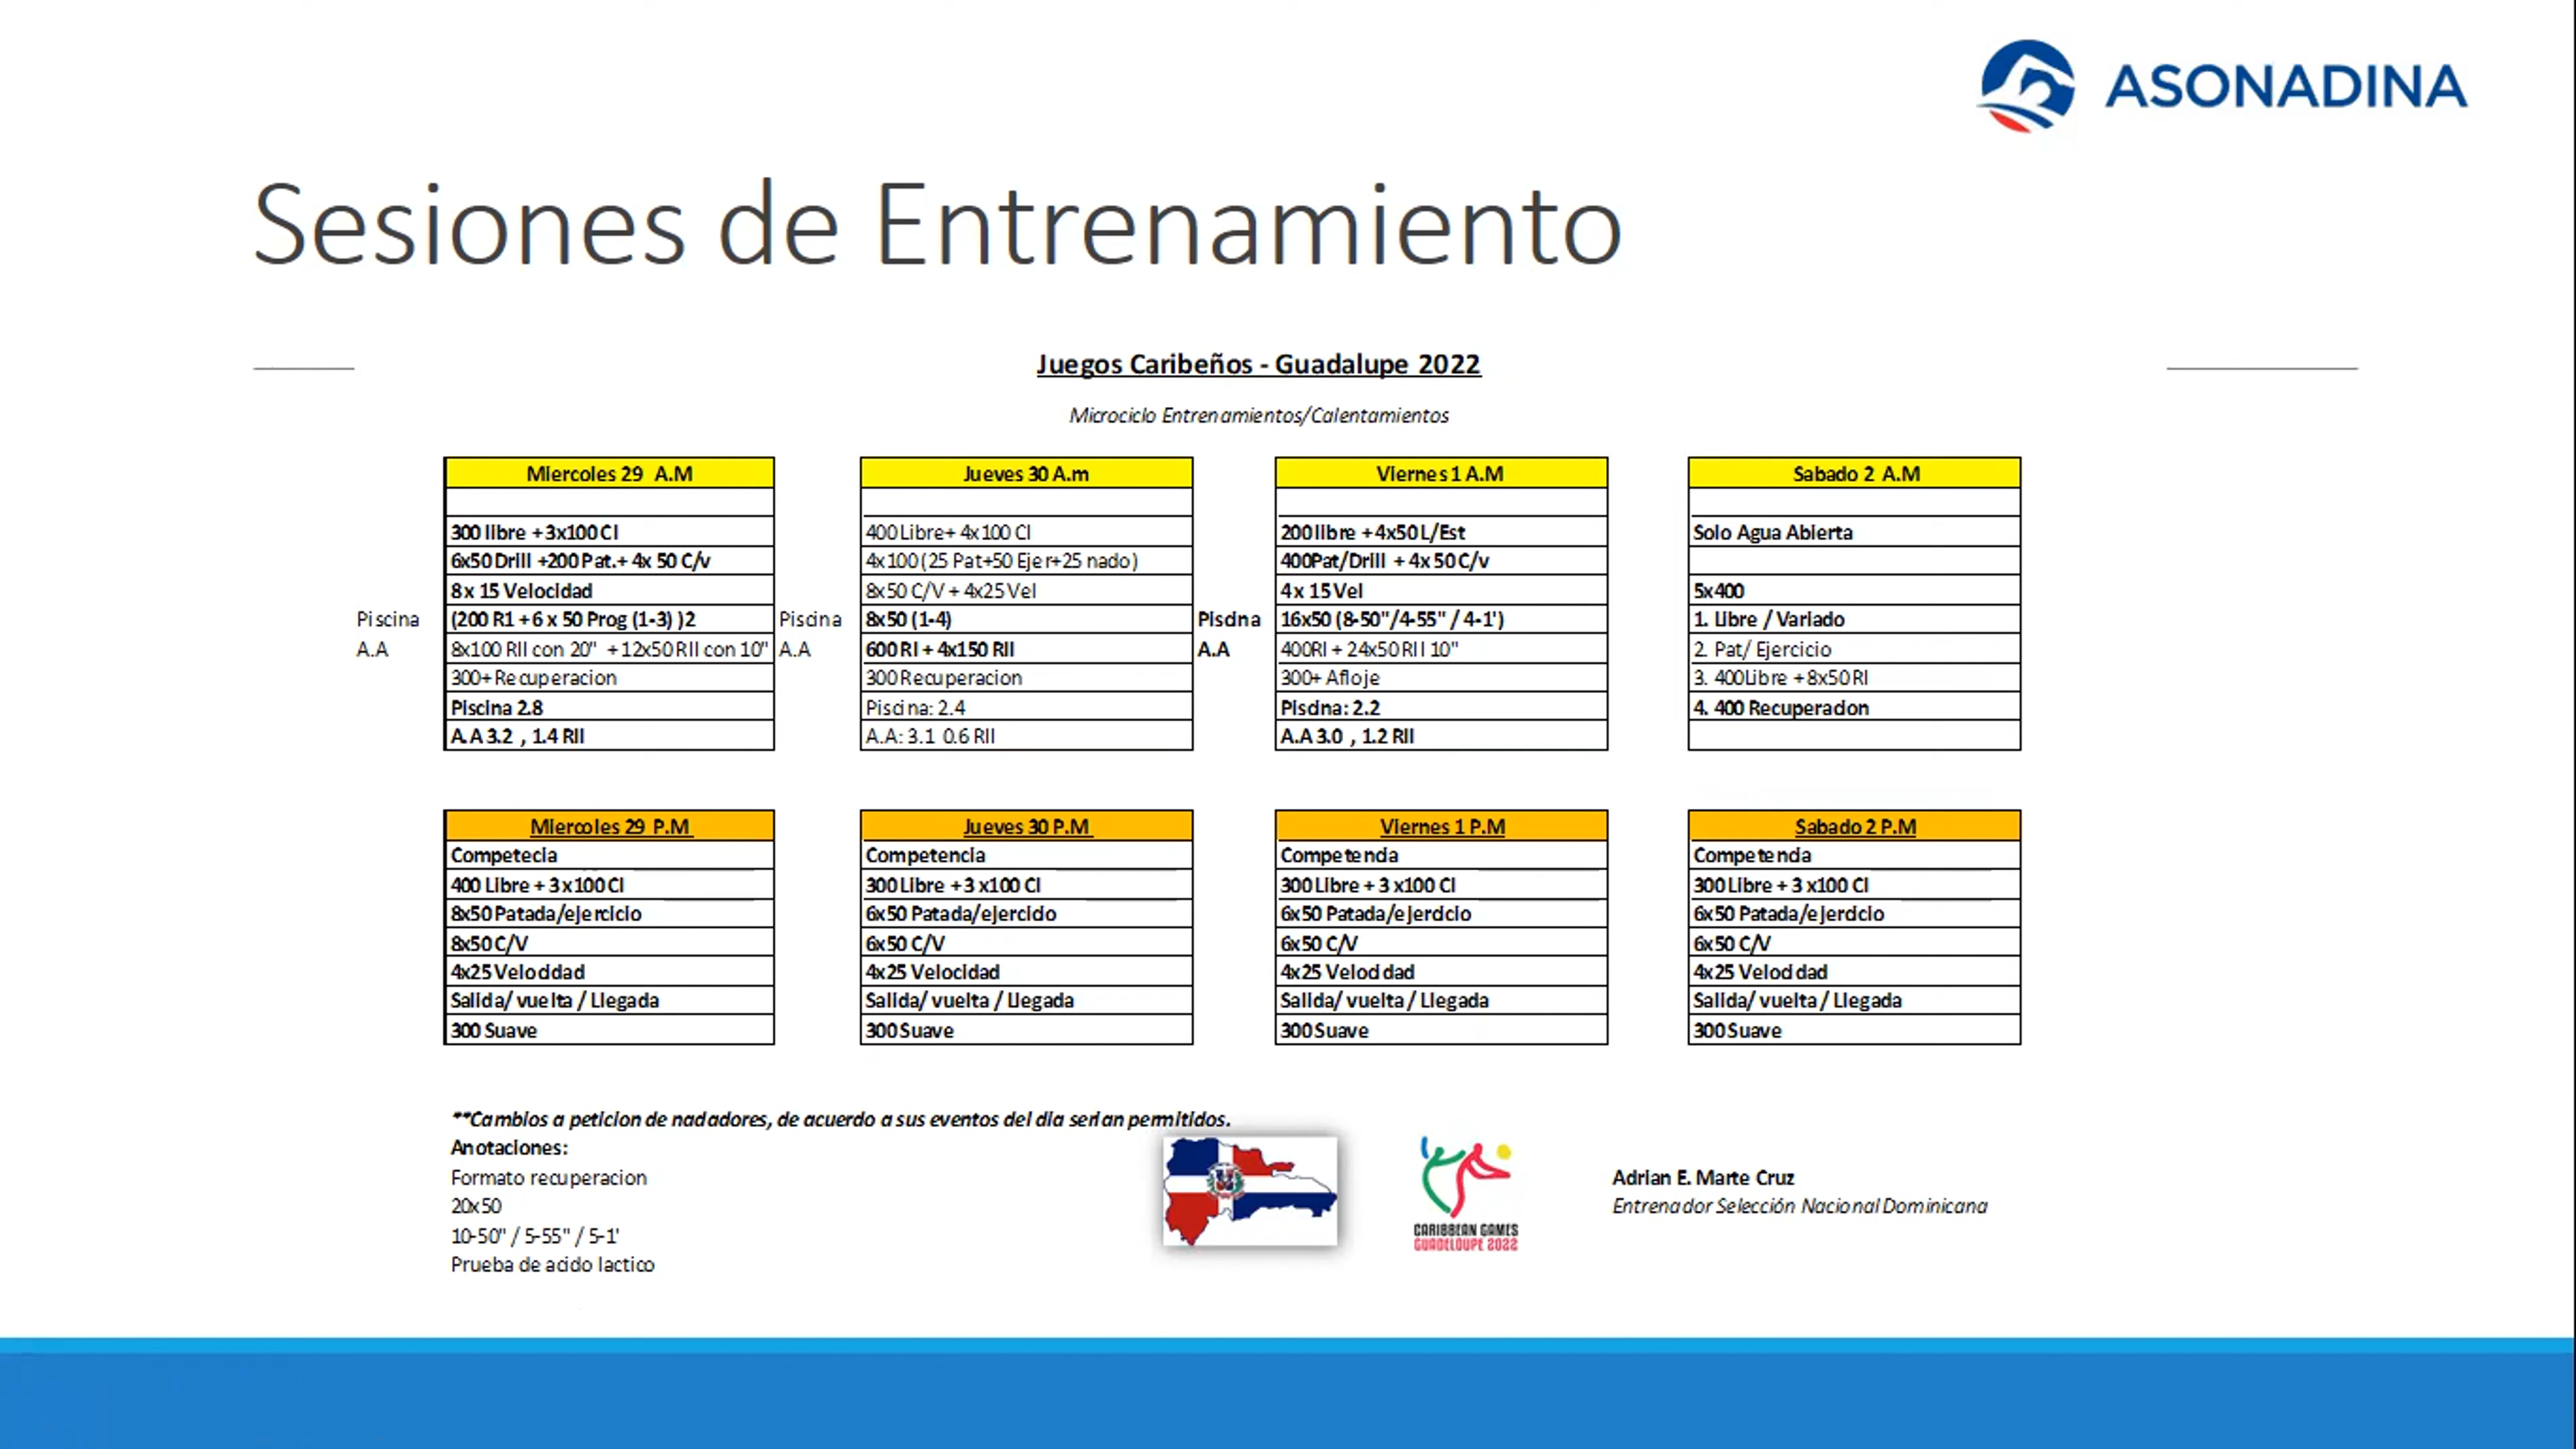 ASONADINA
Sesiones de Entrenamiento
Juegos Caribeños - Guadalupe 2022
Microciclo Entrenamientos/Calentamientos
Miercoles 29 A.M
300 libre +3x100 CI
6x50 Drill +200 Pat.+ 4x 50 C/v
8 x 15 Velocidad
Piscina (200 R1 +6 x 50 Prog (1-3) )2
A.A 8x100 RII con 20" +12x50 RII con 10"
300+ Recuperacion
Piscina 2.8
A.A 3.2 , 1.4 RII
Jueves 30 A.m
400 Libre+ 4x100 CI
4x100 (25 Pat+50 Ejer+25 nado)
8x50 C/V + 4x25 Vel
Piscina 8x50 (1-4)
A.A 600 RI + 4x150 RII
300 Recuperacion
Piscina: 2.4
A.A: 3.1 0.6 RII
Viernes 1 A.M
200 libre +4x50 L/Est
400Pat/Drill + 4x 50 C/v
4 x 15 Vel
Piscina 16x50 (8-50"/4-55" / 4-1')
A.A 400RI + 24x50 RII 10"
300+ Afloje
Piscina: 2.2
A.A 3.0 , 1.2 RII
Sabado 2 A.M
Solo Agua Abierta
5x400
1. Libre / Variado
2. Pat/ Ejercicio
3. 400Libre +8x50 RI
4. 400 Recuperacion
Miercoles 29 P.M
Competecia
400 Libre + 3 x100 CI
8x50 Patada/ejercicio
8x50 C/V
4x25 Velocidad
Salida/ vuelta / Llegada
300 Suave
Jueves 30 P.M
Competencia
300 Libre + 3 x100 CI
6x50 Patada/ejercicio
6x50 C/V
4x25 Velocidad
Salida/ vuelta / Llegada
300 Suave
Viernes 1 P.M
Competencia
300 Libre + 3 x100 CI
6x50 Patada/ejercicio
6x50 C/V
4x25 Velocidad
Salida/ vuelta / Llegada
300 Suave
Sabado 2 P.M
Competencia
300 Libre + 3 x100 CI
6x50 Patada/ejercicio
6x50 C/V
4x25 Velocidad
Salida/ vuelta / Llegada
300 Suave
**Cambios a peticion de nadadores, de acuerdo a sus eventos del dia serian permitidos.
Anotaciones:
Formato recuperacion
20x50
10-50" / 5-55" / 5-1'
Prueba de acido lactico
CARIBBEAN GAMES
GUADELOUPE 2022
Adrian E. Marte Cruz
Entrenador Selección Nacional Dominicana